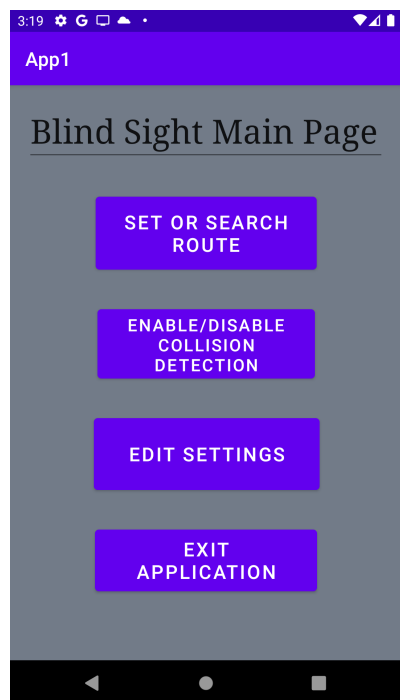 3:19
App1
Blind Sight Main Page
SET OR SEARCH
ROUTE
ENABLE/DISABLE
COLLISION
DETECTION
EDIT SETTINGS
EXIT
APPLICATION